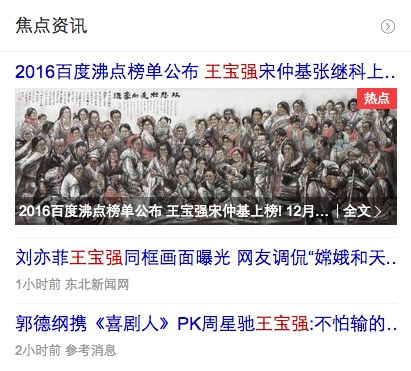 焦点资讯
2016百度沸点榜单公布 王宝强宋仲基张继科上...
热点
2016百度沸点榜单公布 王宝强宋仲基上榜! 12月... | 全文
刘亦菲王宝强同框画面曝光 网友调侃“嫦娥和天...
1小时前 东北新闻网
郭德纲携《喜剧人》PK周星驰王宝强:不怕输的...
2小时前 参考消息